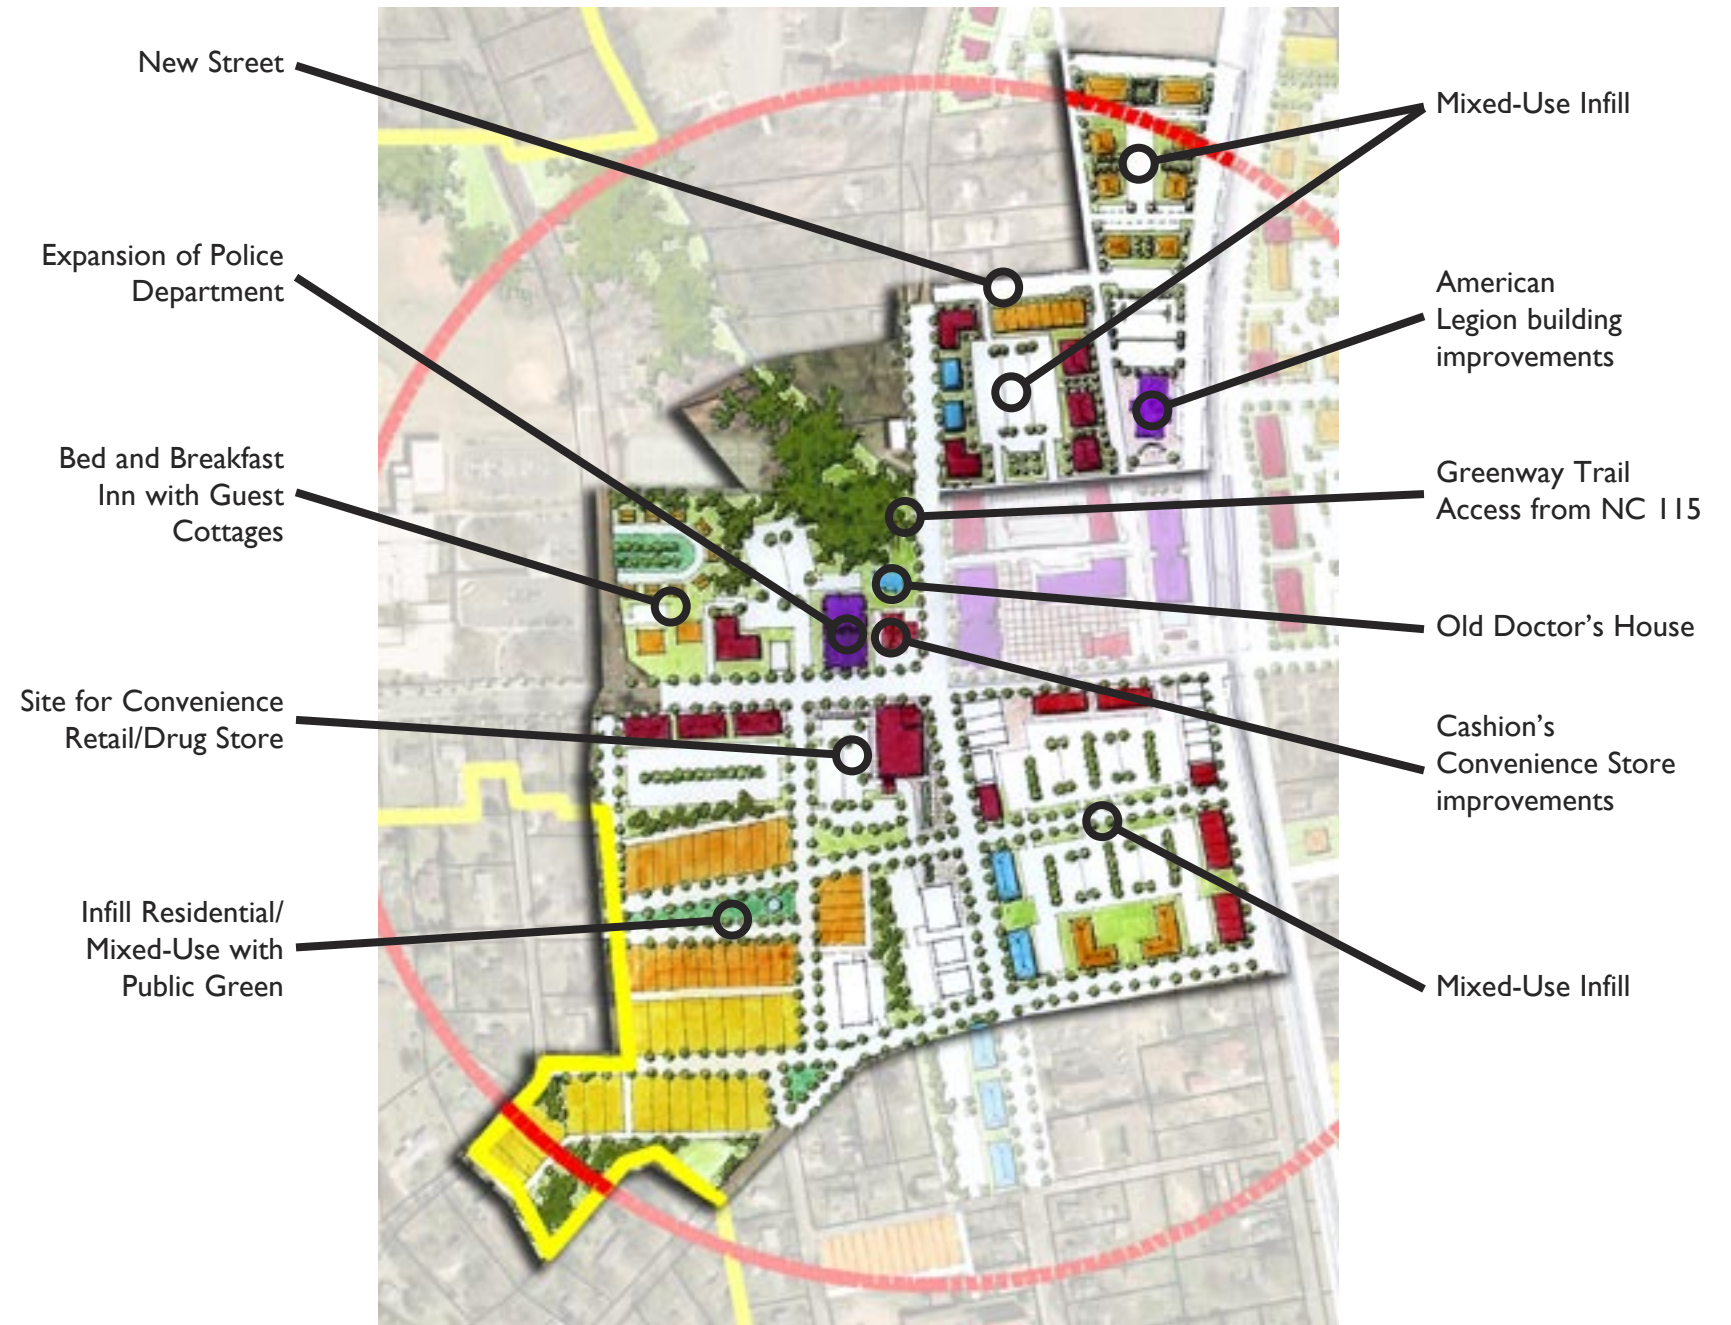 New Street
Expansion of Police
Department
Bed and Breakfast
Inn with Guest
Cottages
Site for Convenience
Retail/Drug Store
Infill Residential/
Mixed-Use with
Public Green
Mixed-Use Infill
American
Legion building
improvements
Greenway Trail
Access from NC 115
Old Doctor’s House
Cashion’s
Convenience Store
improvements
Mixed-Use Infill